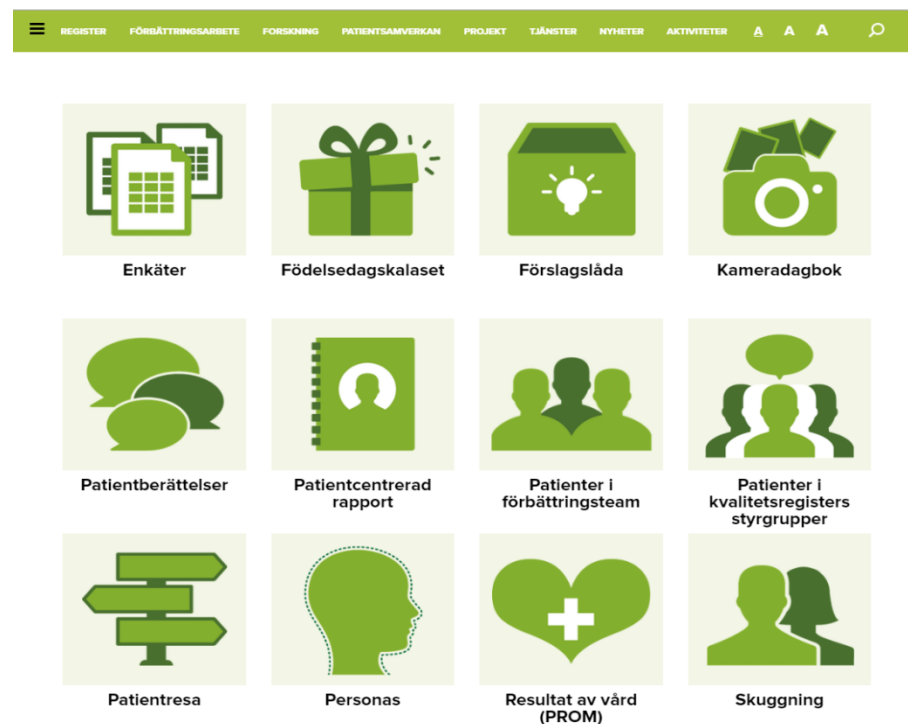 REGISTER FÖRBÄTTRINGSARBETE FORSKNING PATIENTSAMVERKAN PROJEKT TJÄNSTER NYHETER AKTIVITETER A A A
Enkäter
Födelsedagskalaset
Förslagslåda
Kameradagbok
Patientberättelser
Patientcentrerad
rapport
Patienter i
förbättringsteam
Patienter i
kvalitetsregisters
styrgrupper
Patientresa
Personas
Resultat av vård
(PROM)
Skuggning